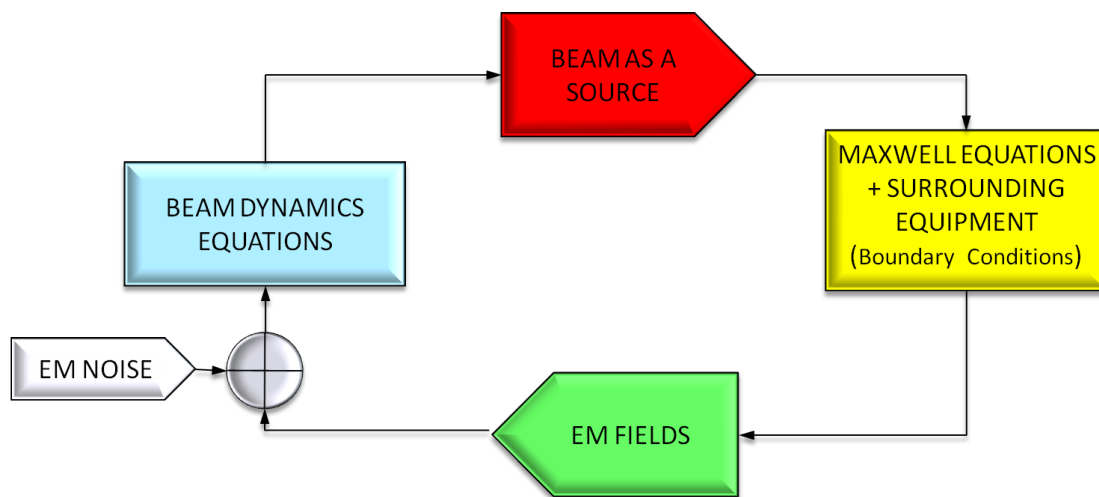 BEAM AS A
SOURCE
MAXWELL EQUATIONS
+ SURROUNDING
EQUIPMENT
(Boundary Conditions)
BEAM DYNAMICS
EQUATIONS
EM NOISE
EM FIELDS